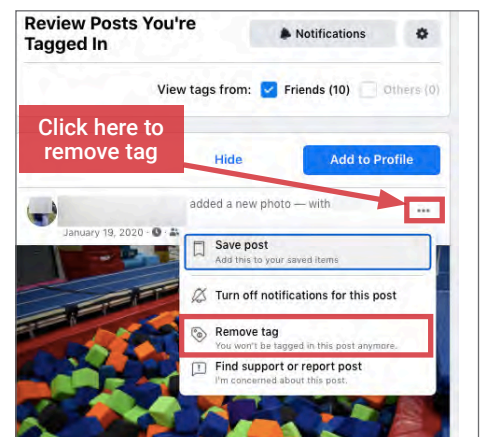 Review Posts You're
Tagged In
Notifications
View tags from: Friends (10) Others (0)
Click here to
remove tag
Hide
Add to Profile
added a new photo — with
January 19, 2020
Save post
Add this to your saved items
Turn off notifications for this post
Remove tag
You won't be tagged in this post anymore.
Find support or report post
I'm concerned about this post.